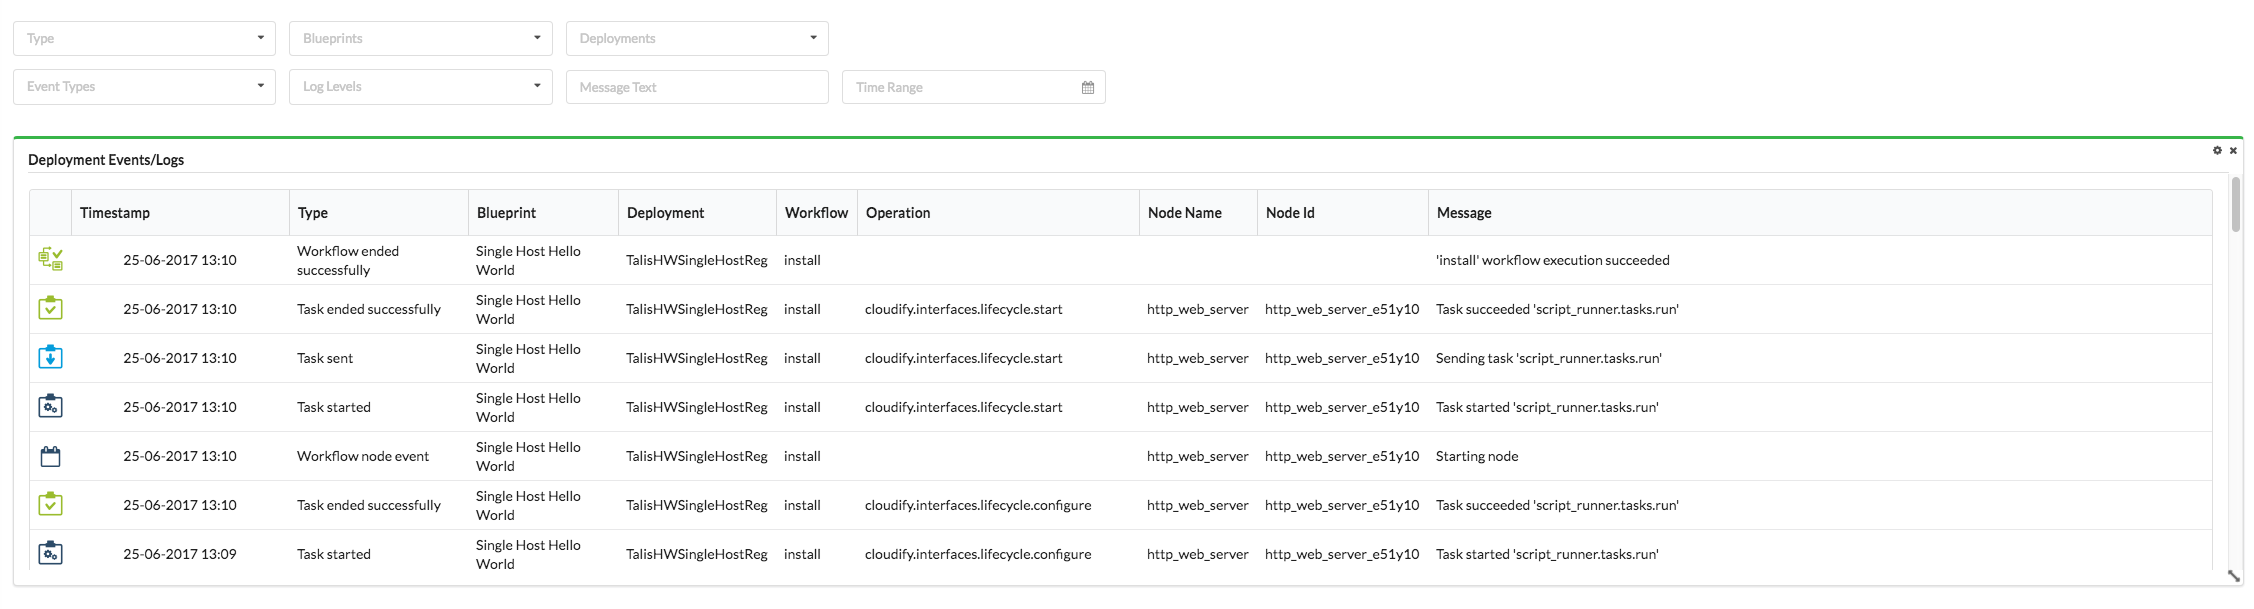 Type Blueprints Deployments
Event Types Log Levels Message Text Time Range
Deployment Events/Logs
Timestamp Type Blueprint Deployment Workflow Operation Node Name Node Id Message
25-06-2017 13:10 Workflow ended successfully Single Host Hello World TalisHWSingleHostReg install 'install' workflow execution succeeded
25-06-2017 13:10 Task ended successfully Single Host Hello World TalisHWSingleHostReg install cloudify.interfaces.lifecycle.start http_web_server http_web_server_e51y10 Task succeeded 'script_runner.tasks.run'
25-06-2017 13:10 Task sent Single Host Hello World TalisHWSingleHostReg install cloudify.interfaces.lifecycle.start http_web_server http_web_server_e51y10 Sending task 'script_runner.tasks.run'
25-06-2017 13:10 Task started Single Host Hello World TalisHWSingleHostReg install cloudify.interfaces.lifecycle.start http_web_server http_web_server_e51y10 Task started 'script_runner.tasks.run'
25-06-2017 13:10 Workflow node event Single Host Hello World TalisHWSingleHostReg install http_web_server http_web_server_e51y10 Starting node
25-06-2017 13:10 Task ended successfully Single Host Hello World TalisHWSingleHostReg install cloudify.interfaces.lifecycle.configure http_web_server http_web_server_e51y10 Task succeeded 'script_runner.tasks.run'
25-06-2017 13:09 Task started Single Host Hello World TalisHWSingleHostReg install cloudify.interfaces.lifecycle.configure http_web_server http_web_server_e51y10 Task started 'script_runner.tasks.run'